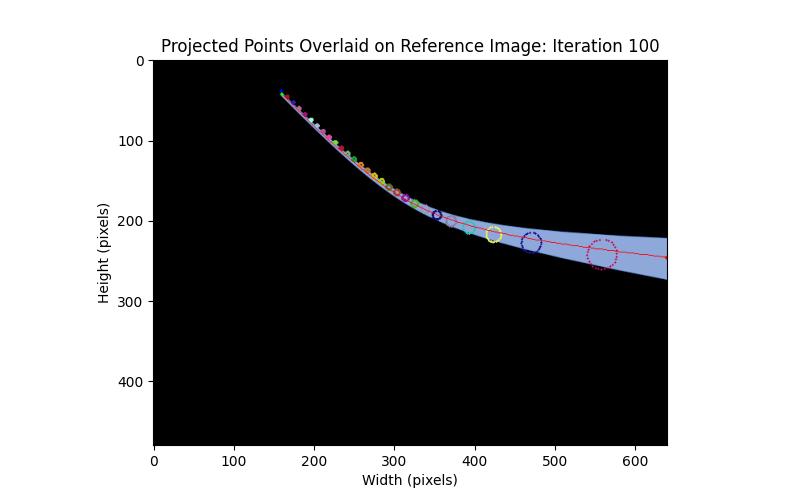 Projected Points Overlaid on Reference Image: Iteration 100
0
100
200
300
400
Height (pixels)
0 100 200 300 400 500 600
Width (pixels)